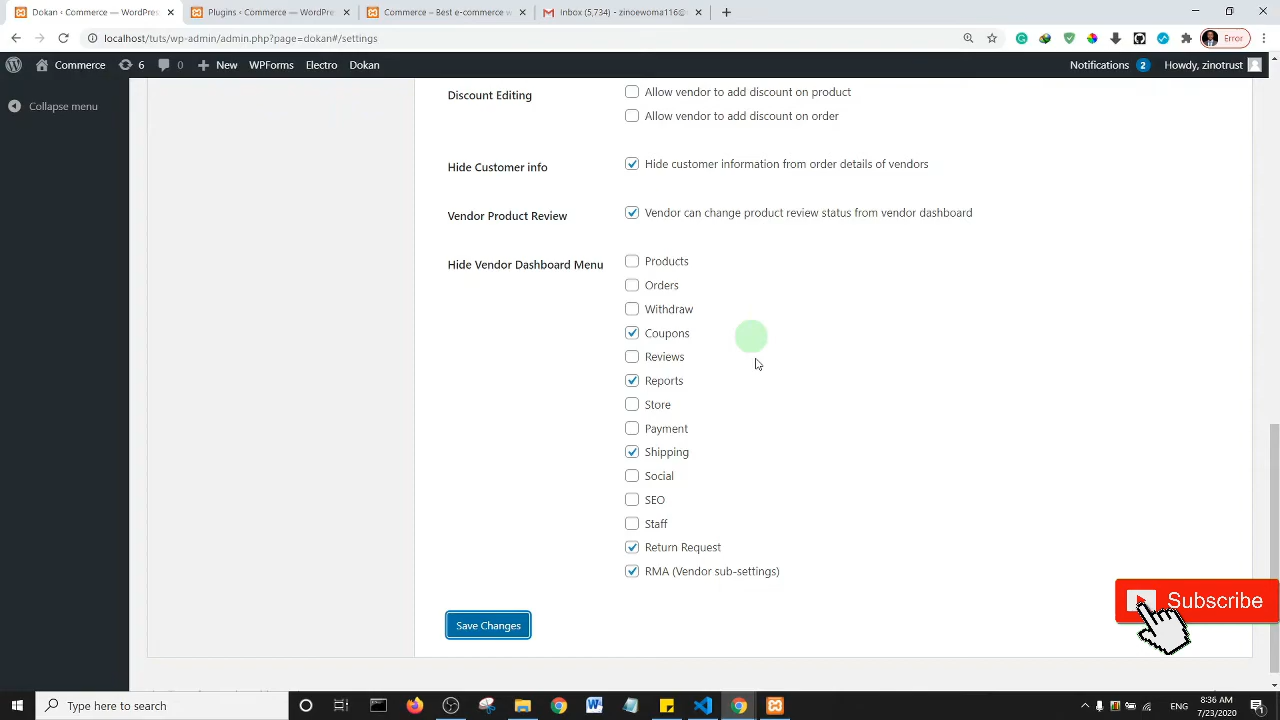 Dokan ‹ Commerce — WordPres
Plugins ‹ Commerce — WordPre
Commerce – Best e-commerce w
Inbox (5,734) - zinoewoma116@
localhost/tuts/wp-admin/admin.php?page=dokan#/settings
Error
Commerce
6
0
New
WPForms
Electro
Dokan
Notifications 2
Howdy, zinotrust
Collapse menu
Discount Editing
Allow vendor to add discount on product
Allow vendor to add discount on order
Hide Customer info
Hide customer information from order details of vendors
Vendor Product Review
Vendor can change product review status from vendor dashboard
Hide Vendor Dashboard Menu
Products
Orders
Withdraw
Coupons
Reviews
Reports
Store
Payment
Shipping
Social
SEO
Staff
Return Request
RMA (Vendor sub-settings)
Save Changes
Subscribe
Type here to search
ENG
8:36 AM
7/23/2020